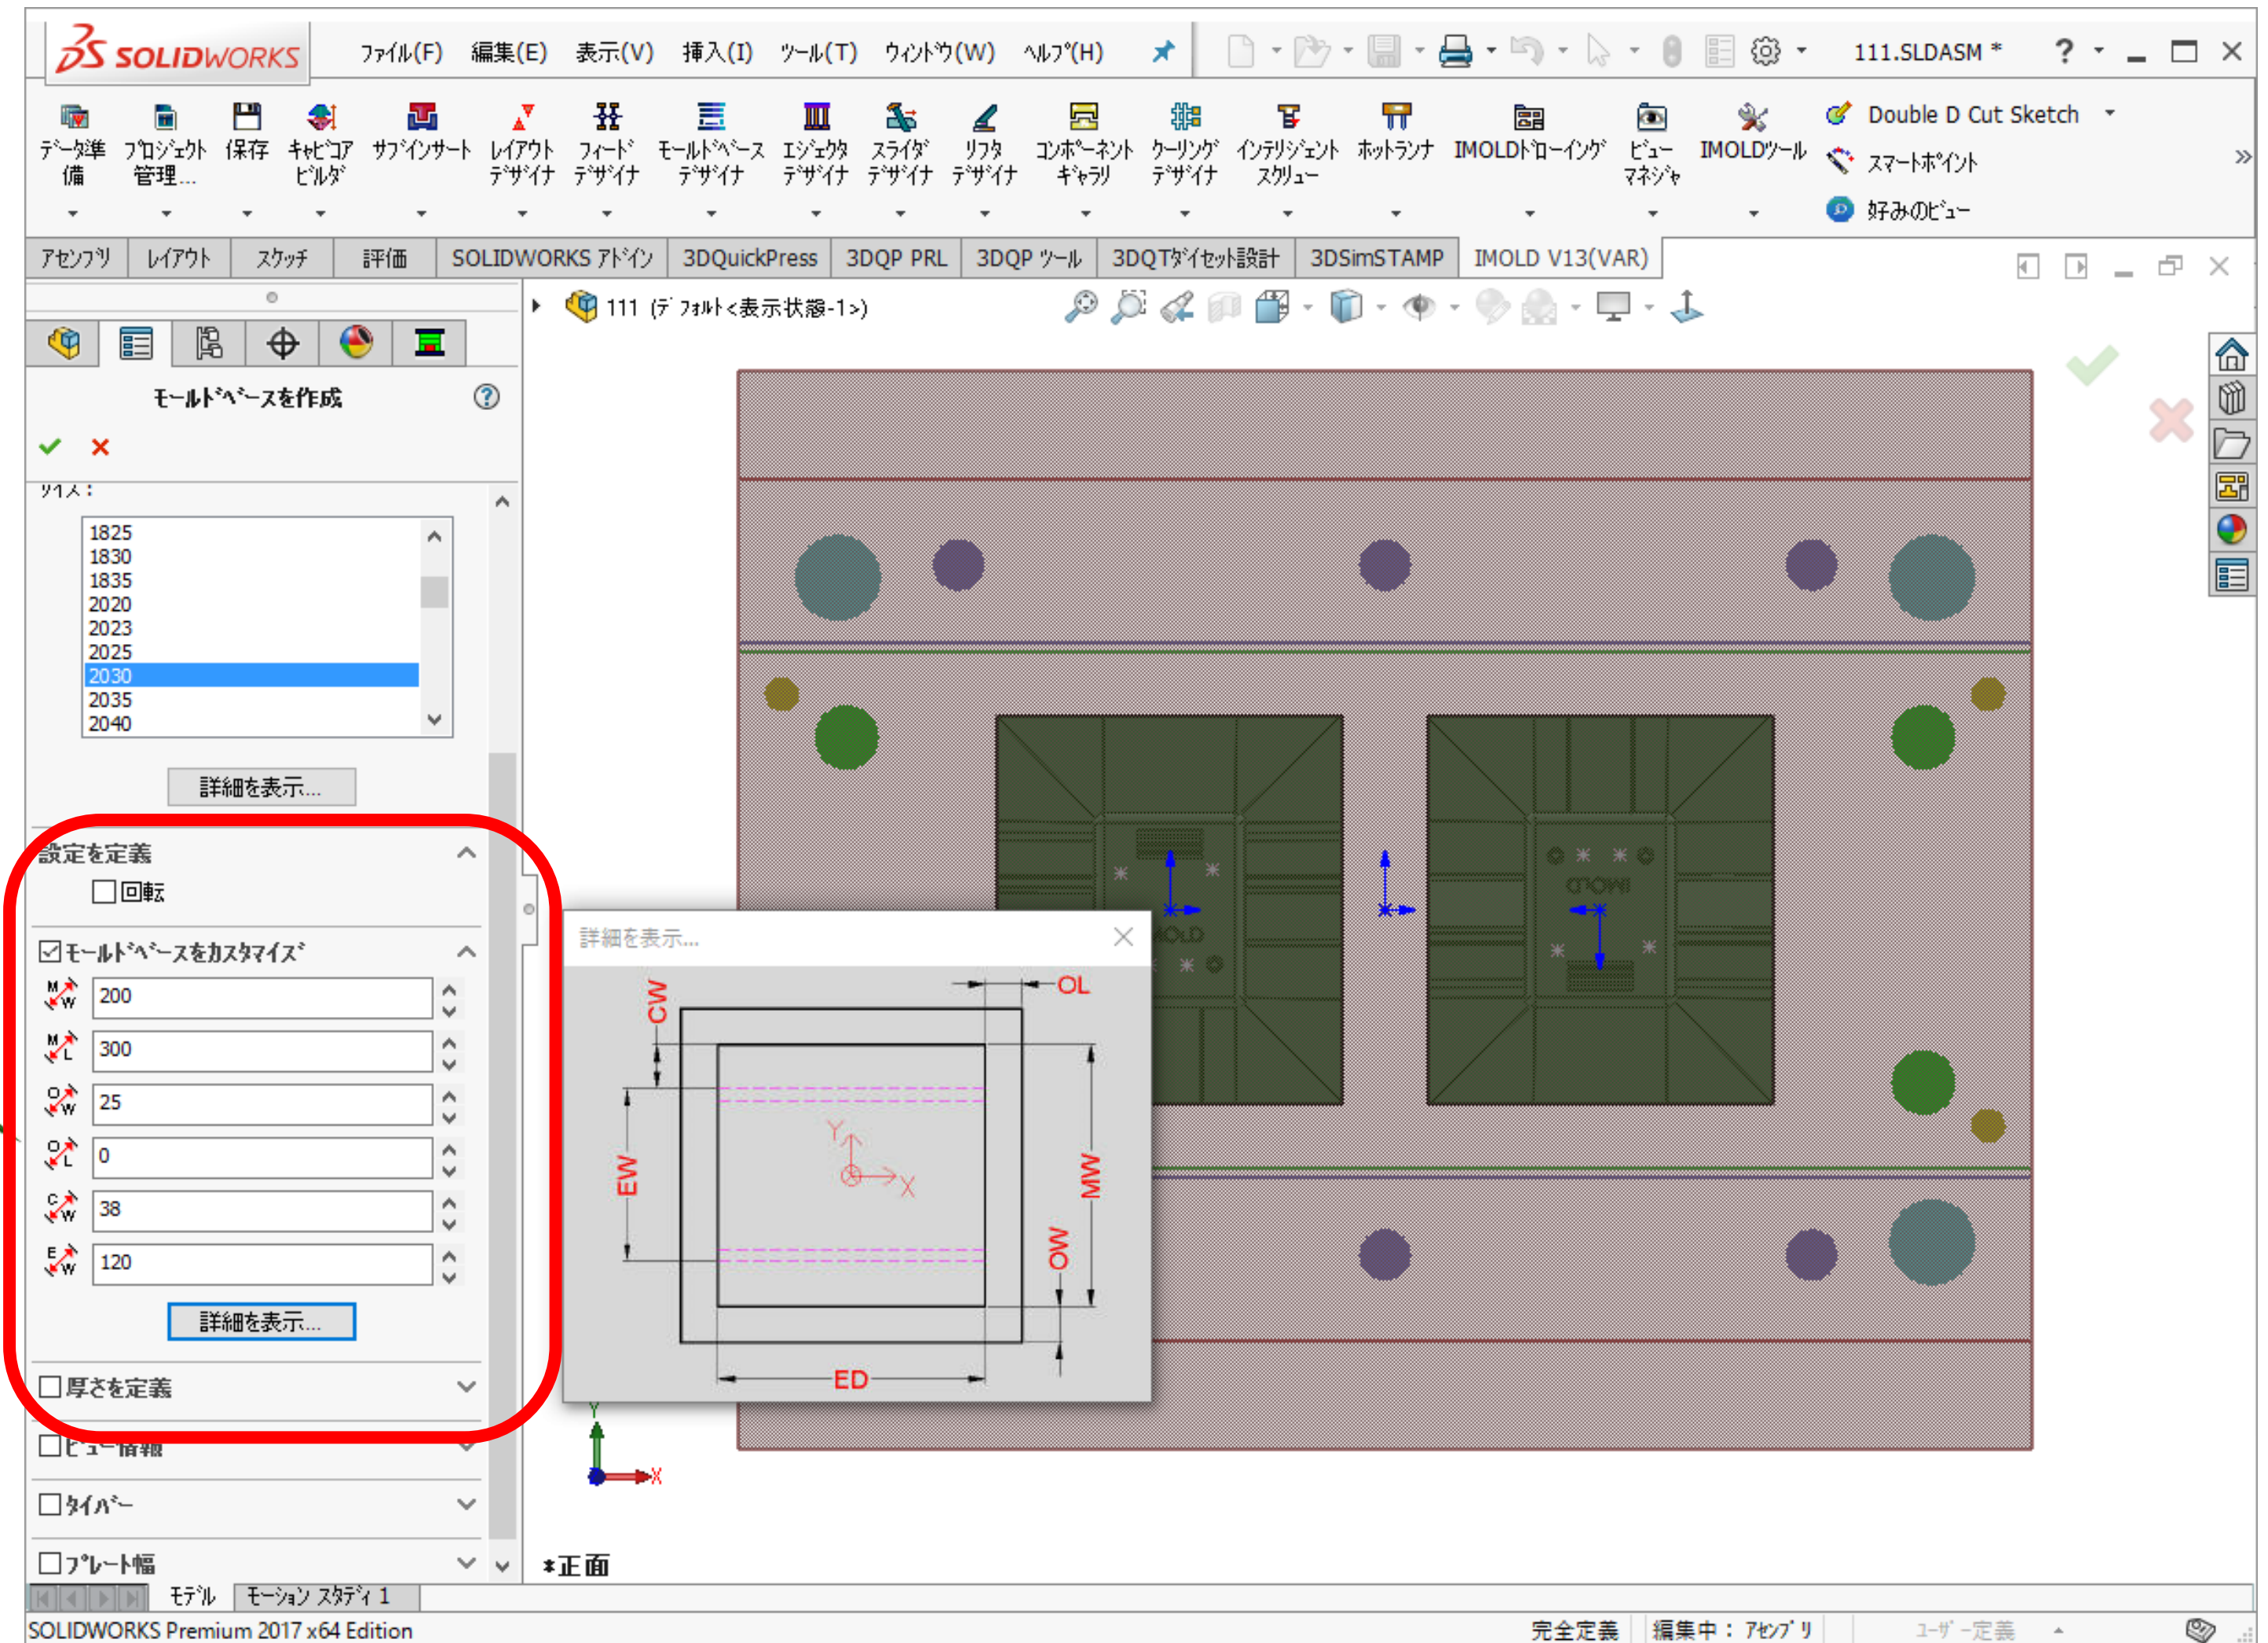 SOLIDWORKS ファイル(F) 編集(E) 表示(V) 挿入(I) ツール(T) ウィンドウ(W) ヘルプ(H) 111.SLDASM * ?
データ準備 プロジェクト管理... 保存 キャビコアビルダ サブインサート レイアウトデザイナ フィードデザイナ モールドベースデザイナ エジェクタデザイナ スライダデザイナ リフタデザイナ コンポーネントギャラリ クーリングデザイナ インテリジェントスクリュー ホットランナ IMOLDドローイング ビューマネジャ IMOLDツール
Double D Cut Sketch
スマートポイント
好みのビュー
アセンブリ レイアウト スケッチ 評価 SOLIDWORKS アドイン 3DQuickPress 3DQP PRL 3DQP ツール 3DQTダイセット設計 3DSimSTAMP IMOLD V13(VAR)
111 (デフォルト<表示状態-1>)
モールドベースを作成
サイズ:
1825
1830
1835
2020
2023
2025
2030
2035
2040
詳細を表示...
設定を定義
回転
モールドベースをカスタマイズ
MW 200
ML 300
OW 25
OL 0
CW 38
EW 120
詳細を表示...
厚さを定義
ビュー情報
タイバー
プレート幅
詳細を表示...
CW
OL
EW
Y
X
MW
OW
ED
IMOLD
Y
X
*正面
モデル モーション スタディ 1
SOLIDWORKS Premium 2017 x64 Edition 完全定義 編集中: アセンブリ ユーザー定義